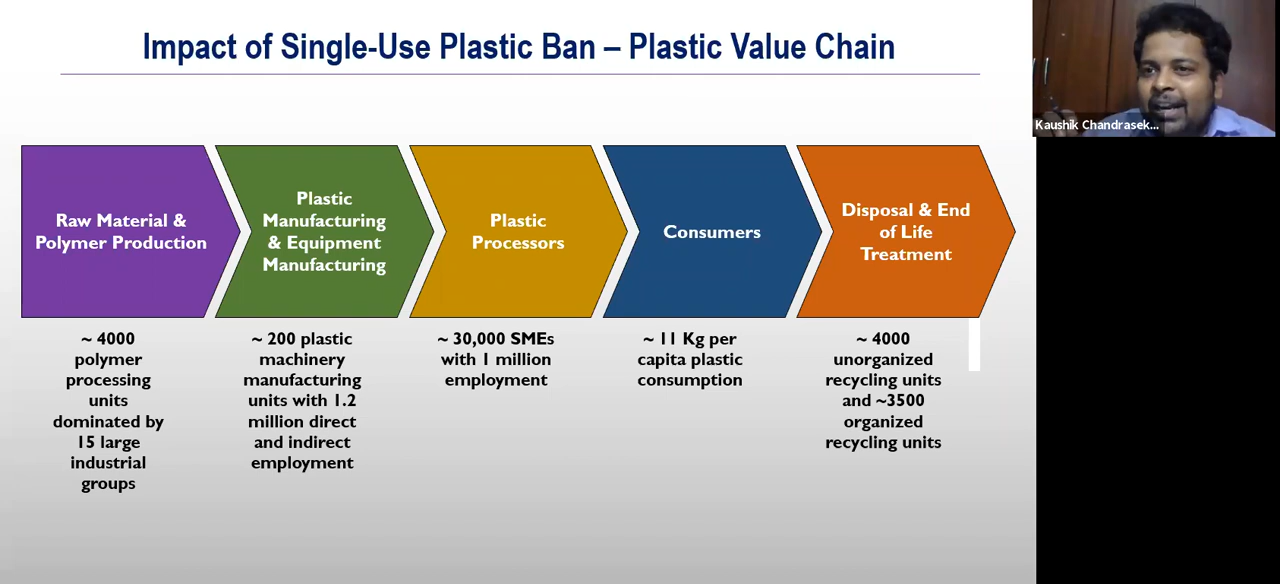 Impact of Single-Use Plastic Ban – Plastic Value Chain
Kaushik Chandrasek...
Raw Material &
Polymer Production
Plastic
Manufacturing
& Equipment
Manufacturing
Plastic
Processors
Consumers
Disposal & End
of Life
Treatment
~ 4000
polymer
processing
units
dominated by
15 large
industrial
groups
~ 200 plastic
machinery
manufacturing
units with 1.2
million direct
and indirect
employment
~ 30,000 SMEs
with 1 million
employment
~ 11 Kg per
capita plastic
consumption
~ 4000
unorganized
recycling units
and ~3500
organized
recycling units